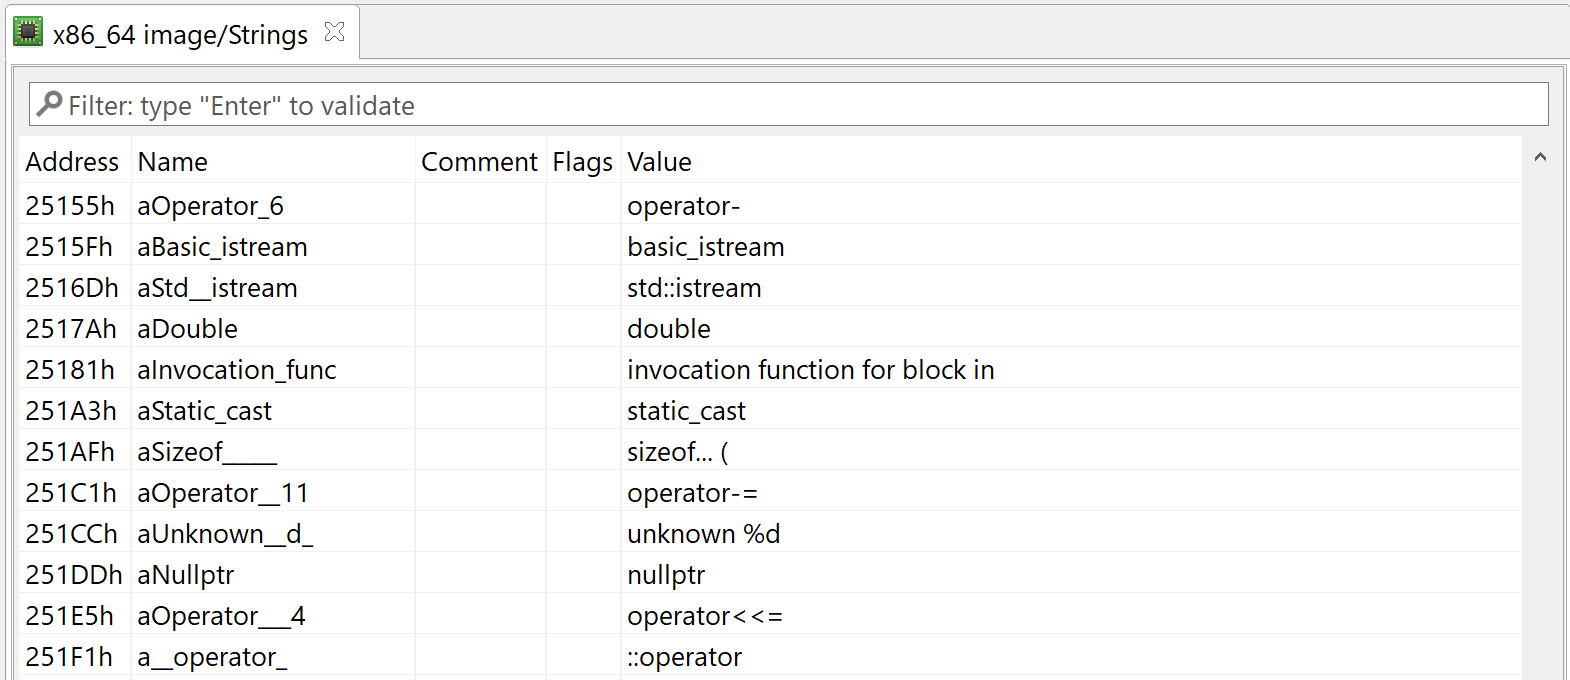 x86_64 image/Strings
Filter: type "Enter" to validate
Address Name Comment Flags Value
25155h aOperator_6 operator-
2515Fh aBasic_istream basic_istream
2516Dh aStd__istream std::istream
2517Ah aDouble double
25181h aInvocation_func invocation function for block in
251A3h aStatic_cast static_cast
251AFh aSizeof_____ sizeof... (
251C1h aOperator__11 operator-=
251CCh aUnknown__d_ unknown %d
251DDh aNullptr nullptr
251E5h aOperator___4 operator<<=
251F1h a__operator_ ::operator